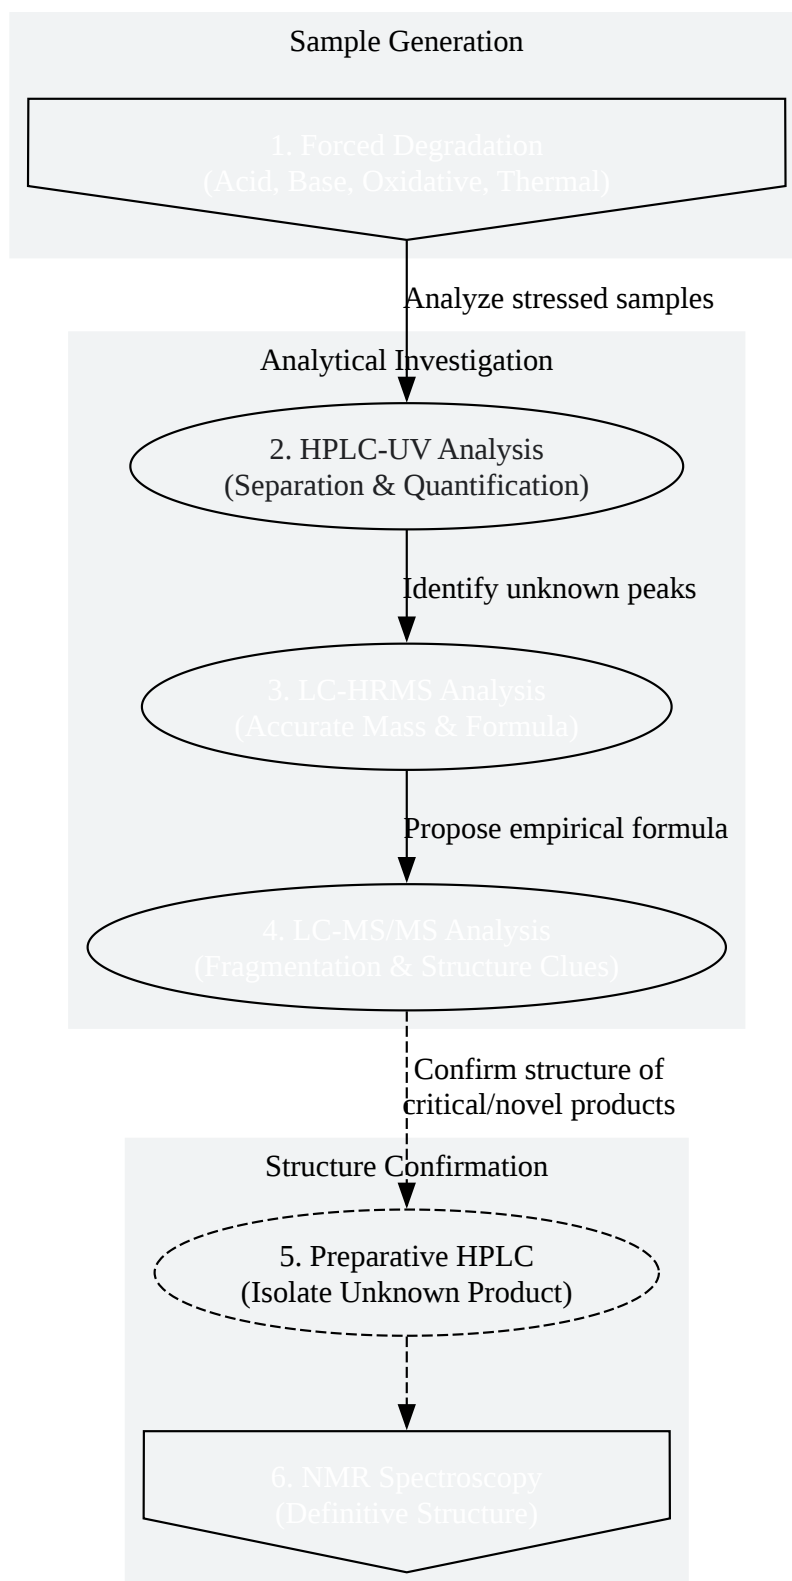 Sample Generation
1. Forced Degradation
(Acid, Base, Oxidative, Thermal)
Analyze stressed samples
Analytical Investigation
2. HPLC-UV Analysis
(Separation & Quantification)
Identify unknown peaks
3. LC-HRMS Analysis
(Accurate Mass & Formula)
Propose empirical formula
4. LC-MS/MS Analysis
(Fragmentation & Structure Clues)
Confirm structure of
critical/novel products
Structure Confirmation
5. Preparative HPLC
(Isolate Unknown Product)
6. NMR Spectroscopy
(Definitive Structure)